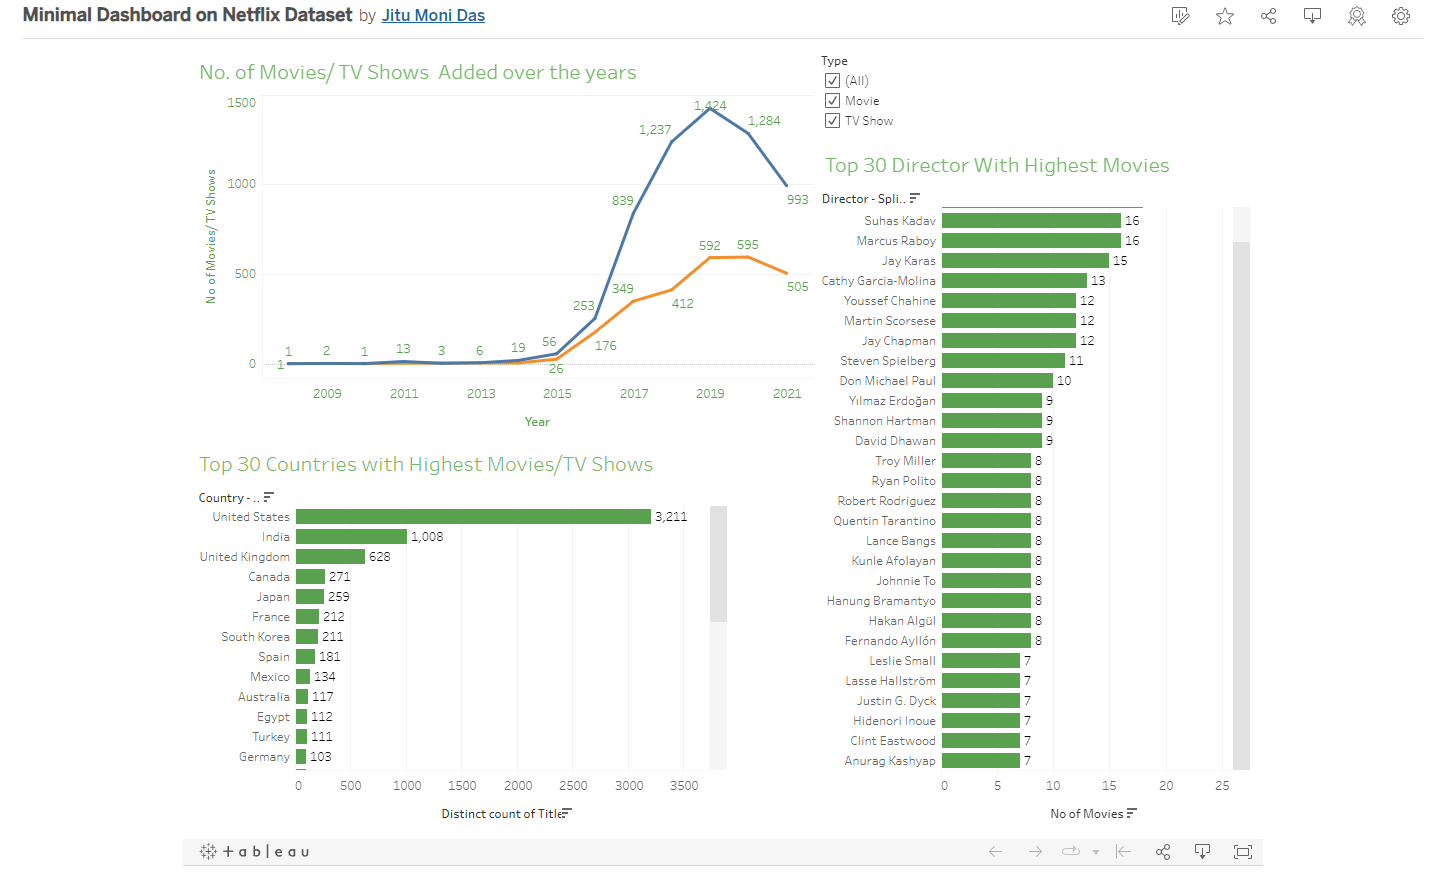 Minimal Dashboard on Netflix Dataset by Jitu Moni Das
No. of Movies/ TV Shows Added over the years
1500
1000
500
0
No of Movies/ TV Shows
1,424
1,237
1,284
839
993
592 595
349
253
412
505
176
1 2 1 13 3 6 19 56
1
26
2009 2011 2013 2015 2017 2019 2021
Year
Type
(All)
Movie
TV Show
Top 30 Director With Highest Movies
Director - Spli..
Suhas Kadav 16
Marcus Raboy 16
Jay Karas 15
Cathy Garcia-Molina 13
Youssef Chahine 12
Martin Scorsese 12
Jay Chapman 12
Steven Spielberg 11
Don Michael Paul 10
Yılmaz Erdoğan 9
Shannon Hartman 9
David Dhawan 9
Troy Miller 8
Ryan Polito 8
Robert Rodriguez 8
Quentin Tarantino 8
Lance Bangs 8
Kunle Afolayan 8
Johnnie To 8
Hanung Bramantyo 8
Hakan Algül 8
Fernando Ayllón 8
Leslie Small 7
Lasse Hallström 7
Justin G. Dyck 7
Hidenori Inoue 7
Clint Eastwood 7
Anurag Kashyap 7
0 5 10 15 20 25
No of Movies
Top 30 Countries with Highest Movies/TV Shows
Country - ..
United States 3,211
India 1,008
United Kingdom 628
Canada 271
Japan 259
France 212
South Korea 211
Spain 181
Mexico 134
Australia 117
Egypt 112
Turkey 111
Germany 103
0 500 1000 1500 2000 2500 3000 3500
Distinct count of Title
+ableau